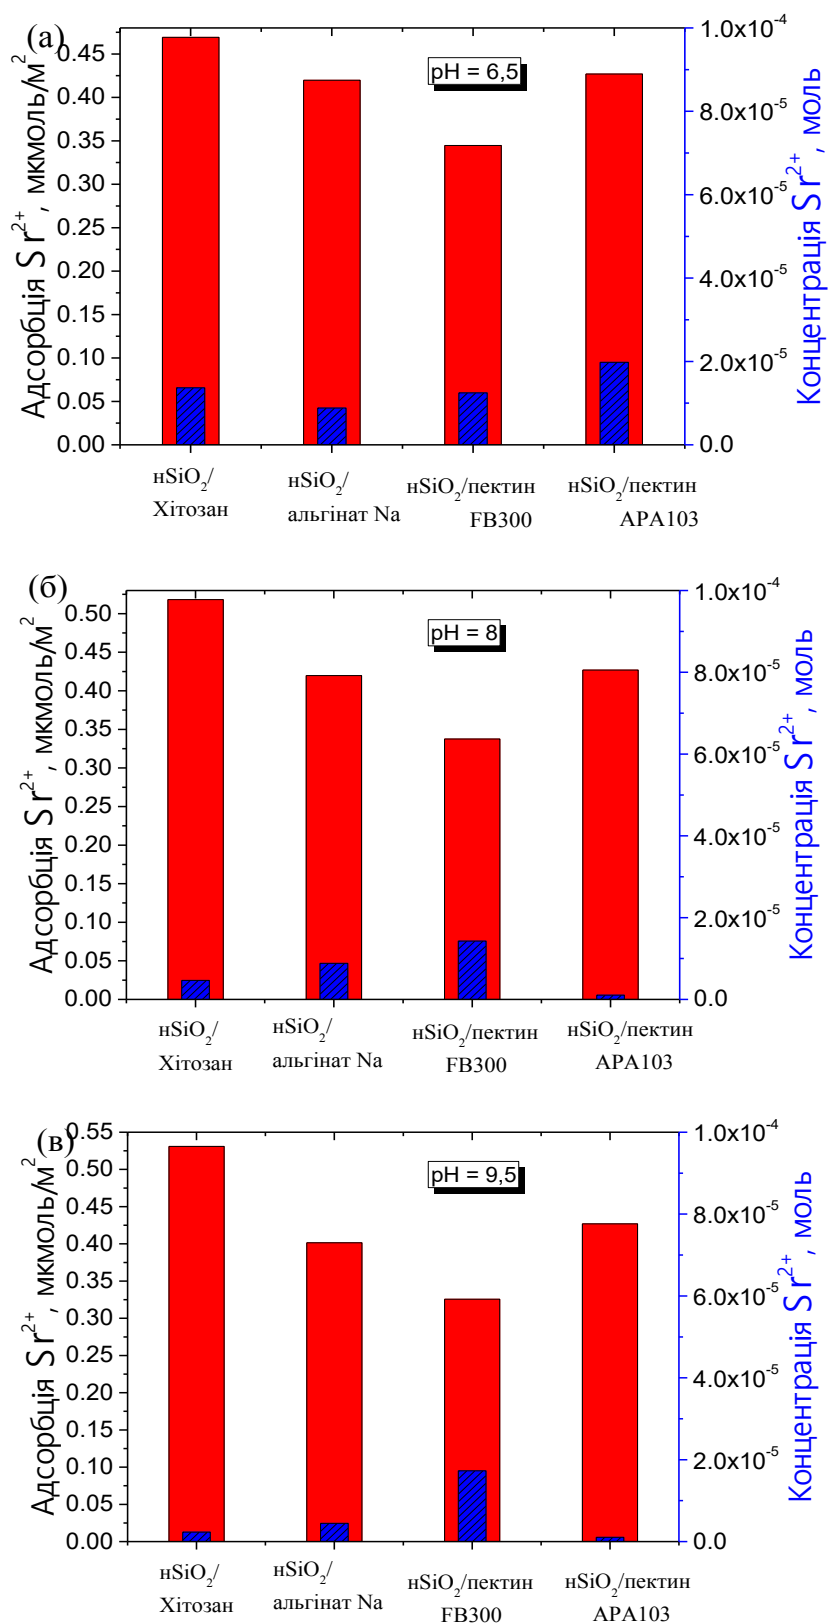 (а)
pH = 6,5
Адсорбція Sr²⁺, мкмоль/м²
0.45
0.40
0.35
0.30
0.25
0.20
0.15
0.10
0.05
0.00
1.0x10⁻⁴
8.0x10⁻⁵
6.0x10⁻⁵
4.0x10⁻⁵
2.0x10⁻⁵
0.0
Концентрація Sr²⁺, моль
нSiO₂/
Хітозан
нSiO₂/
альгінат Na
нSiO₂/пектин
FB300
нSiO₂/пектин
APA103
(б)
pH = 8
Адсорбція Sr²⁺, мкмоль/м²
0.50
0.45
0.40
0.35
0.30
0.25
0.20
0.15
0.10
0.05
0.00
1.0x10⁻⁴
8.0x10⁻⁵
6.0x10⁻⁵
4.0x10⁻⁵
2.0x10⁻⁵
0.0
Концентрація Sr²⁺, моль
нSiO₂/
Хітозан
нSiO₂/
альгінат Na
нSiO₂/пектин
FB300
нSiO₂/пектин
APA103
(в)
pH = 9,5
Адсорбція Sr²⁺, мкмоль/м²
0.55
0.50
0.45
0.40
0.35
0.30
0.25
0.20
0.15
0.10
0.05
0.00
1.0x10⁻⁴
8.0x10⁻⁵
6.0x10⁻⁵
4.0x10⁻⁵
2.0x10⁻⁵
0.0
Концентрація Sr²⁺, моль
нSiO₂/
Хітозан
нSiO₂/
альгінат Na
нSiO₂/пектин
FB300
нSiO₂/пектин
APA103